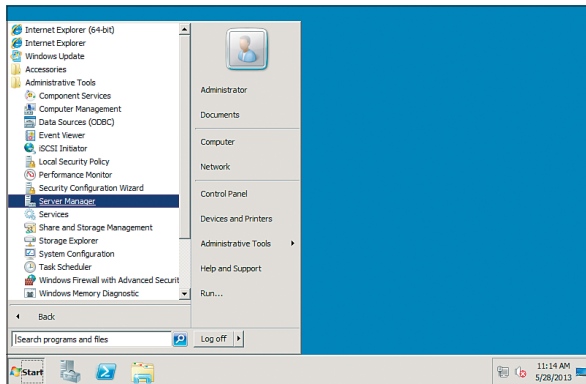 Internet Explorer (64-bit)
Internet Explorer
Windows Update
Accessories
Administrative Tools
Component Services
Computer Management
Data Sources (ODBC)
Event Viewer
iSCSI Initiator
Local Security Policy
Performance Monitor
Security Configuration Wizard
Server Manager
Services
Share and Storage Management
Storage Explorer
System Configuration
Task Scheduler
Windows Firewall with Advanced Securit
Windows Memory Diagnostic
Back
Search programs and files
Administrator
Documents
Computer
Network
Control Panel
Devices and Printers
Administrative Tools
Help and Support
Run...
Log off
Start
11:14 AM
5/28/2013